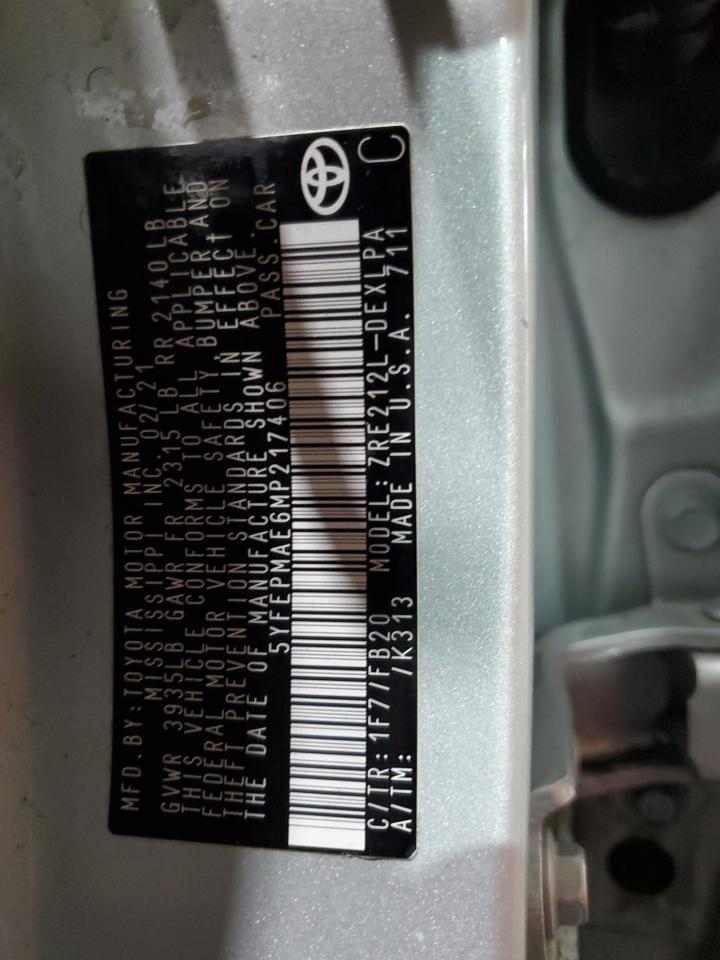 MFD. BY: TOYOTA MOTOR MANUFACTURING
MISSISSIPPI INC. 02/21
GVWR 3935LB GAWR FR 2315 LB RR 2140LB
THIS VEHICLE CONFORMS TO ALL APPLICABLE
FEDERAL MOTOR VEHICLE SAFETY, BUMPER AND
THEFT PREVENTION STANDARDS IN EFFECT ON
THE DATE OF MANUFACTURE SHOWN ABOVE.
5YFEPMAE6MP217406 PASS.CAR
C/TR: 1F7/FB20 MODEL: ZRE212L-DEXLPA
A/TM: /K313 MADE IN U.S.A. 711 C